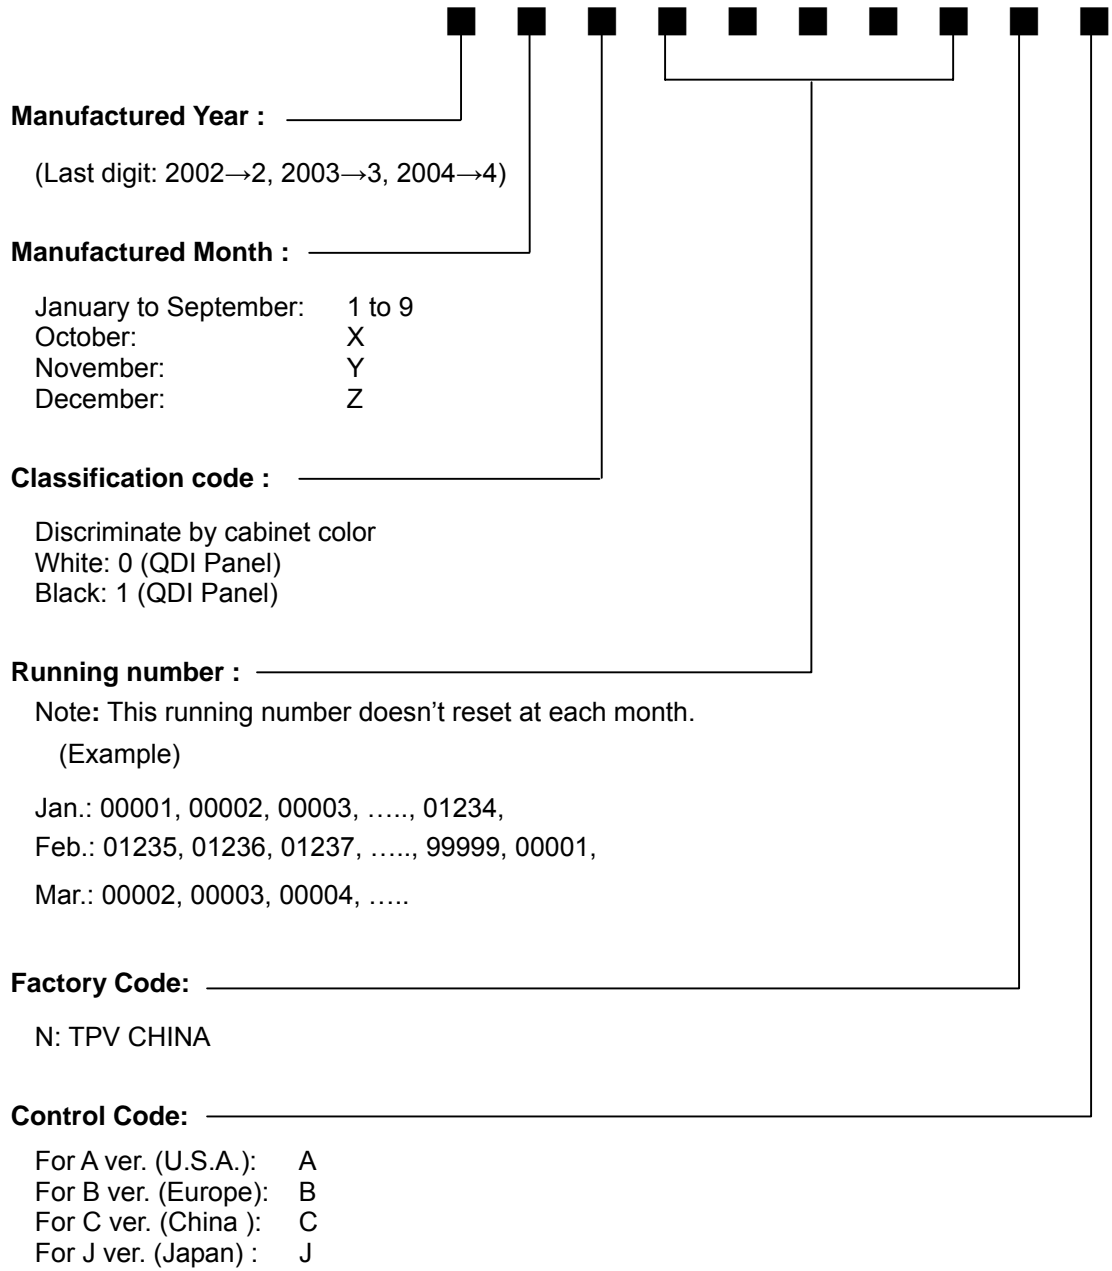 ■ ■ ■ ■ ■ ■ ■ ■ ■ ■
Manufactured Year :
(Last digit: 2002→2, 2003→3, 2004→4)
Manufactured Month :
January to September: 1 to 9
October: X
November: Y
December: Z
Classification code :
Discriminate by cabinet color
White: 0 (QDI Panel)
Black: 1 (QDI Panel)
Running number :
Note: This running number doesn’t reset at each month.
(Example)
Jan.: 00001, 00002, 00003, ….., 01234,
Feb.: 01235, 01236, 01237, ….., 99999, 00001,
Mar.: 00002, 00003, 00004, …..
Factory Code:
N: TPV CHINA
Control Code:
For A ver. (U.S.A.): A
For B ver. (Europe): B
For C ver. (China ): C
For J ver. (Japan) : J